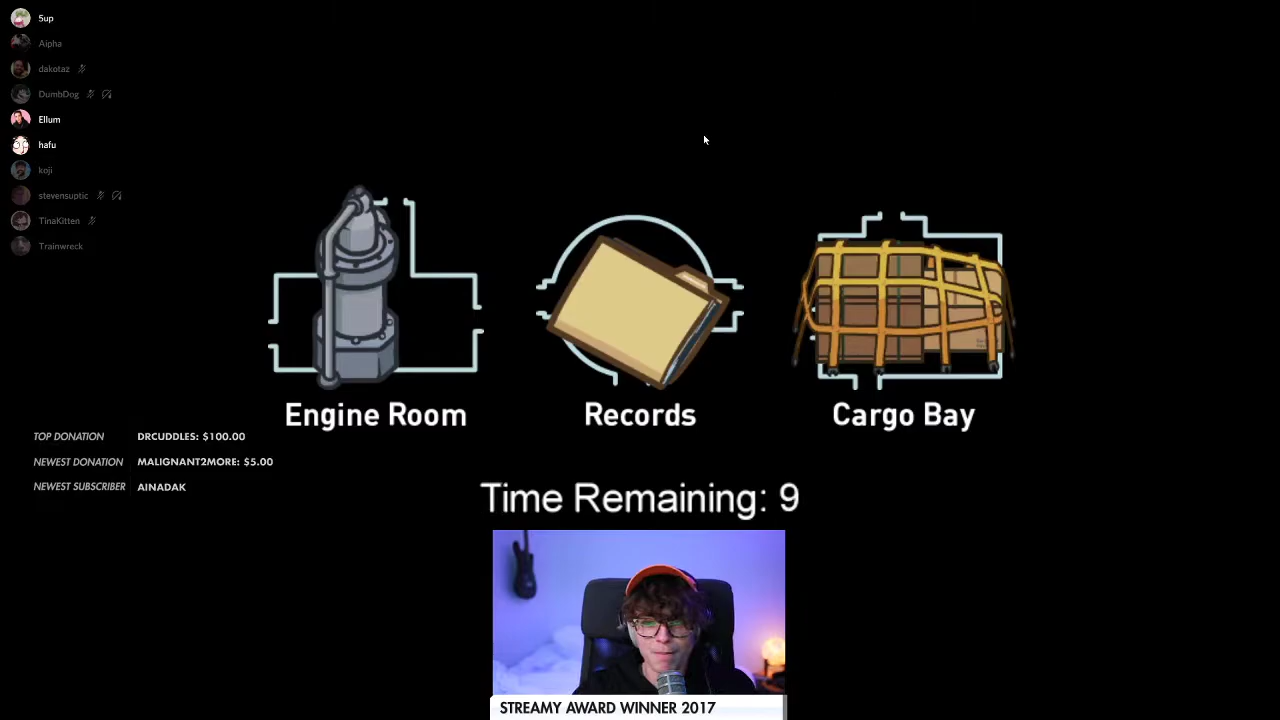 5up
Aipha
dakotaz
DumbDog
Ellum
hafu
koji
stevensuptic
TinaKitten
Trainwreck
Engine Room
Records
Cargo Bay
TOP DONATION DRCUDDLES: $100.00
NEWEST DONATION MALIGNANT2MORE: $5.00
NEWEST SUBSCRIBER AINADAK
Time Remaining: 9
STREAMY AWARD WINNER 2017